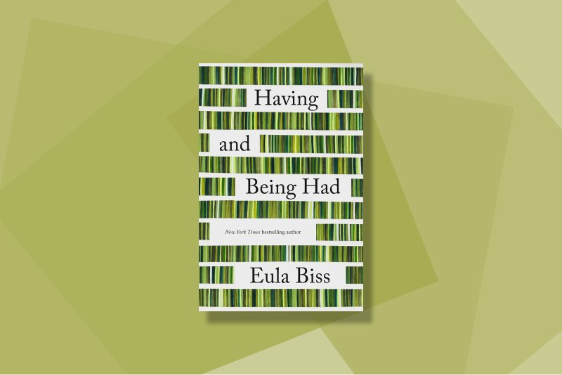 Having
and
Being Had
New York Times bestselling author
Eula Biss